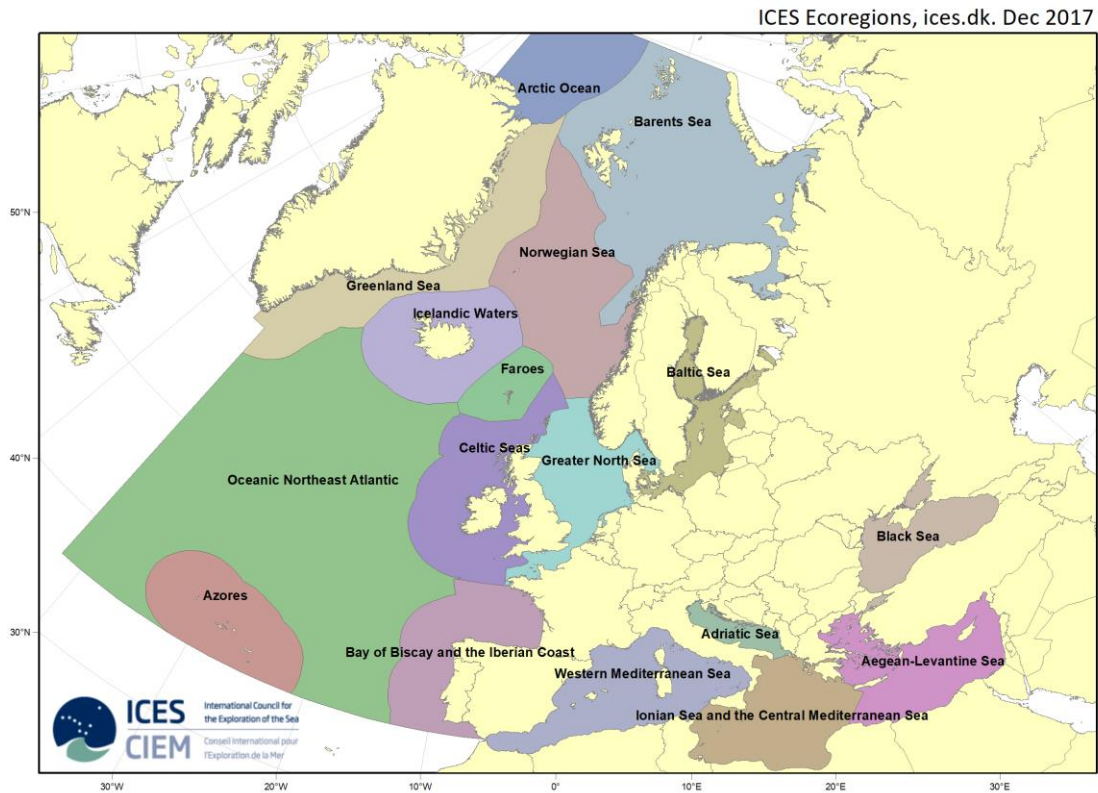 ICES Ecoregions, ices.dk. Dec 2017
Arctic Ocean
Barents Sea
50°N
Norwegian Sea
Greenland Sea
Icelandic Waters
Faroes
Baltic Sea
Celtic Seas
40°N
Greater North Sea
Oceanic Northeast Atlantic
Black Sea
Azores
30°N
Adriatic Sea
Bay of Biscay and the Iberian Coast
Aegean-Levantine Sea
Western Mediterranean Sea
Ionian Sea and the Central Mediterranean Sea
ICES
International Council for
the Exploration of the Sea
CIEM
Conseil International pour
l'Exploration de la Mer
30°W
20°W
10°W
0°
10°E
20°E
30°E